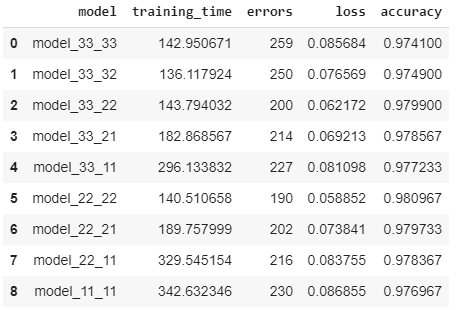 model training_time errors loss accuracy
0 model_33_33 142.950671 259 0.085684 0.974100
1 model_33_32 136.117924 250 0.076569 0.974900
2 model_33_22 143.794032 200 0.062172 0.979900
3 model_33_21 182.868567 214 0.069213 0.978567
4 model_33_11 296.133832 227 0.081098 0.977233
5 model_22_22 140.510658 190 0.058852 0.980967
6 model_22_21 189.757999 202 0.073841 0.979733
7 model_22_11 329.545154 216 0.083755 0.978367
8 model_11_11 342.632346 230 0.086855 0.976967